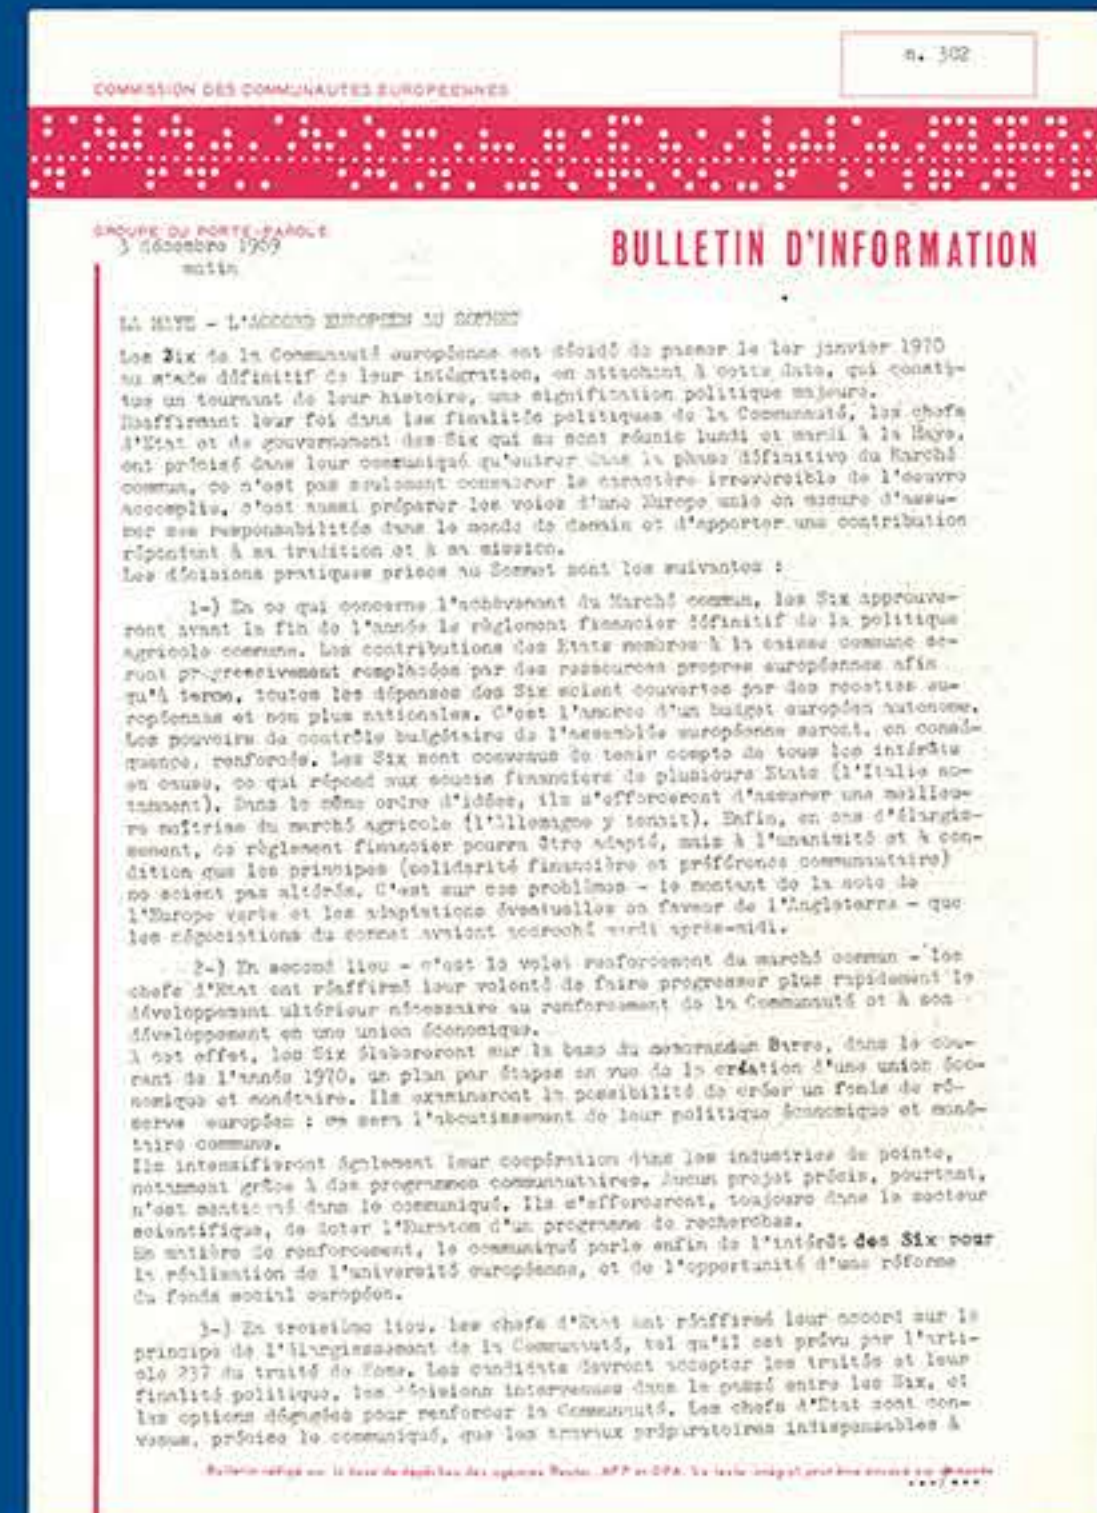 n. 302
COMMISSION DES COMMUNAUTES EUROPEENNES
GROUPE DU PORTE-PAROLE
3 décembre 1969
matin
BULLETIN D'INFORMATION
LA HAYE - L'ACCORD EUROPEEN AU SOMMET
Les Six de la Communauté européenne ont décidé de passer le 1er janvier 1970
au stade définitif de leur intégration, en attachant à cette date, qui consti-
tue un tournant de leur histoire, une signification politique majeure.
Réaffirmant leur foi dans les finalités politiques de la Communauté, les chefs
d'Etat et de gouvernement des Six qui se sont réunis lundi et mardi à la Haye,
ont précisé dans leur communiqué qu'entrer dans la phase définitive du Marché
commun, ce n'est pas seulement consacrer le caractère irreversible de l'oeuvre
accomplie, c'est aussi préparer les voies d'une Europe unie en mesure d'assu-
mer ses responsabilités dans le monde de demain et d'apporter une contribution
répondant à sa tradition et à sa mission.
Les décisions pratiques prises au Sommet sont les suivantes :
1-) En ce qui concerne l'achèvement du Marché commun, les Six approuve-
ront avant la fin de l'année le règlement financier définitif de la politique
agricole commune. Les contributions des Etats membres à la caisse commune se-
ront progressivement remplacées par des ressources propres européennes afin
qu'à terme, toutes les dépenses des Six soient couvertes par des recettes eu-
ropéennes et non plus nationales. C'est l'amorce d'un budget européen autonome.
Les pouvoirs de contrôle budgétaire de l'assemblée européenne seront, en consé-
quence, renforcés. Les Six sont convenus de tenir compte de tous les intérêts
en cause, ce qui répond aux soucis financiers de plusieurs Etats (l'Italie no-
tamment). Dans le même ordre d'idées, ils s'efforceront d'assurer une meilleu-
re maîtrise du marché agricole (l'Allemagne y tenait). Enfin, en cas d'élargis-
sement, ce règlement financier pourra être adapté, mais à l'unanimité et à con-
dition que les principes (solidarité financière et préférence communautaire)
ne soient pas altérés. C'est sur ces problèmes - le montant de la note de
l'Europe verte et les adaptations éventuelles en faveur de l'Angleterre - que
les négociations du sommet avaient accroché mardi après-midi.
2-) En second lieu - c'est le volet renforcement du marché commun - les
chefs d'Etat ont réaffirmé leur volonté de faire progresser plus rapidement le
développement ultérieur nécessaire au renforcement de la Communauté et à son
développement en une union économique.
A cet effet, les Six élaboreront sur la base du memorandum Barre, dans le cou-
rant de l'année 1970, un plan par étapes en vue de la création d'une union éco-
nomique et monétaire. Ils examineront la possibilité de créer un fonds de ré-
serve européen : ce sera l'aboutissement de leur politique économique et moné-
taire commune.
Ils intensifieront également leur coopération dans les industries de pointe,
notamment grâce à des programmes communautaires. Aucun projet précis, pourtant,
n'est mentionné dans le communiqué. Ils s'efforceront, toujours dans le secteur
scientifique, de doter l'Euratom d'un programme de recherches.
En matière de renforcement, le communiqué parle enfin de l'intérêt des Six pour
la réalisation de l'université européenne, et de l'opportunité d'une réforme
du fonds social européen.
3-) En troisième lieu, les chefs d'Etat ont réaffirmé leur accord sur le
principe de l'élargissement de la Communauté, tel qu'il est prévu par l'arti-
cle 237 du traité de Rome. Les candidats devront accepter les traités et leur
finalité politique, les décisions intervenues dans le passé entre les Six, et
les options dégagées pour renforcer la Communauté. Les chefs d'Etat sont con-
venus, précise le communiqué, que les travaux préparatoires indispensables à
Bulletin rédigé sur la base de dépêches des agences Reuter, AFP et DPA. Le texte intégral peut être envoyé sur demande
.../...